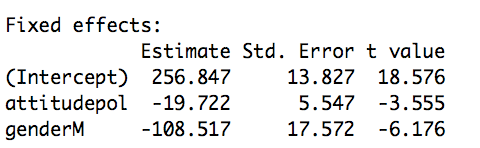 Fixed effects:
Estimate Std. Error t value
(Intercept) 256.847 13.827 18.576
attitudepol -19.722 5.547 -3.555
genderM -108.517 17.572 -6.176